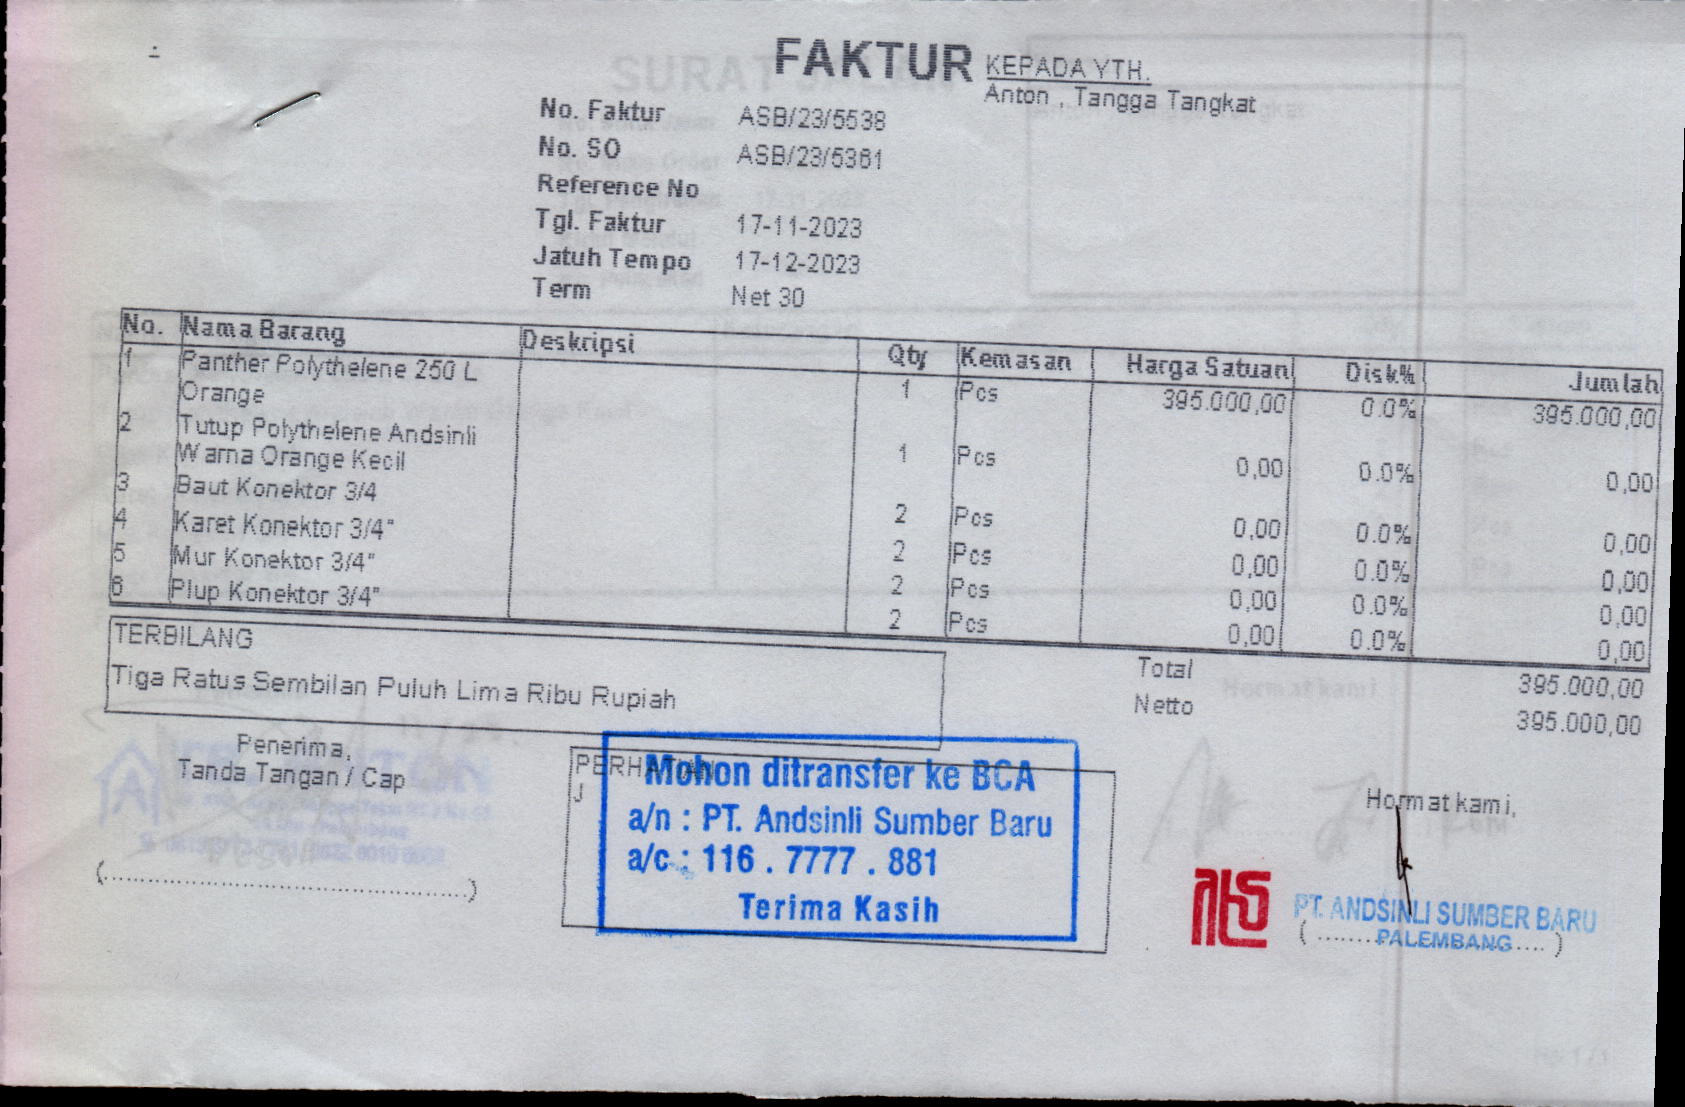 FAKTUR
KEPADA YTH.
Anton , Tangga Tangkat
No. Faktur ASB/23/5538
No. SO ASB/23/5361
Reference No
Tgl. Faktur 17-11-2023
Jatuh Tempo 17-12-2023
Term Net 30
No. Nama Barang Deskripsi Qty Kemasan Harga Satuan Disk% Jumlah
1 Panther Polythelene 250 L 1 Pcs 395.000,00 0.0% 395.000,00
Orange
2 Tutup Polythelene Andsinli 1 Pcs 0,00 0.0% 0,00
Warna Orange Kecil
3 Baut Konektor 3/4 2 Pcs 0,00 0.0% 0,00
4 Karet Konektor 3/4" 2 Pcs 0,00 0.0% 0,00
5 Mur Konektor 3/4" 2 Pcs 0,00 0.0% 0,00
6 Plup Konektor 3/4" 2 Pcs 0,00 0.0% 0,00
TERBILANG
Tiga Ratus Sembilan Puluh Lima Ribu Rupiah
Total 395.000,00
Netto 395.000,00
Penerima,
Tanda Tangan / Cap
(..............................................)
Mohon ditransfer ke BCA
a/n : PT. Andsinli Sumber Baru
a/c : 116 . 7777 . 881
Terima Kasih
Hormat kami,
PT. ANDSINLI SUMBER BARU
PALEMBANG